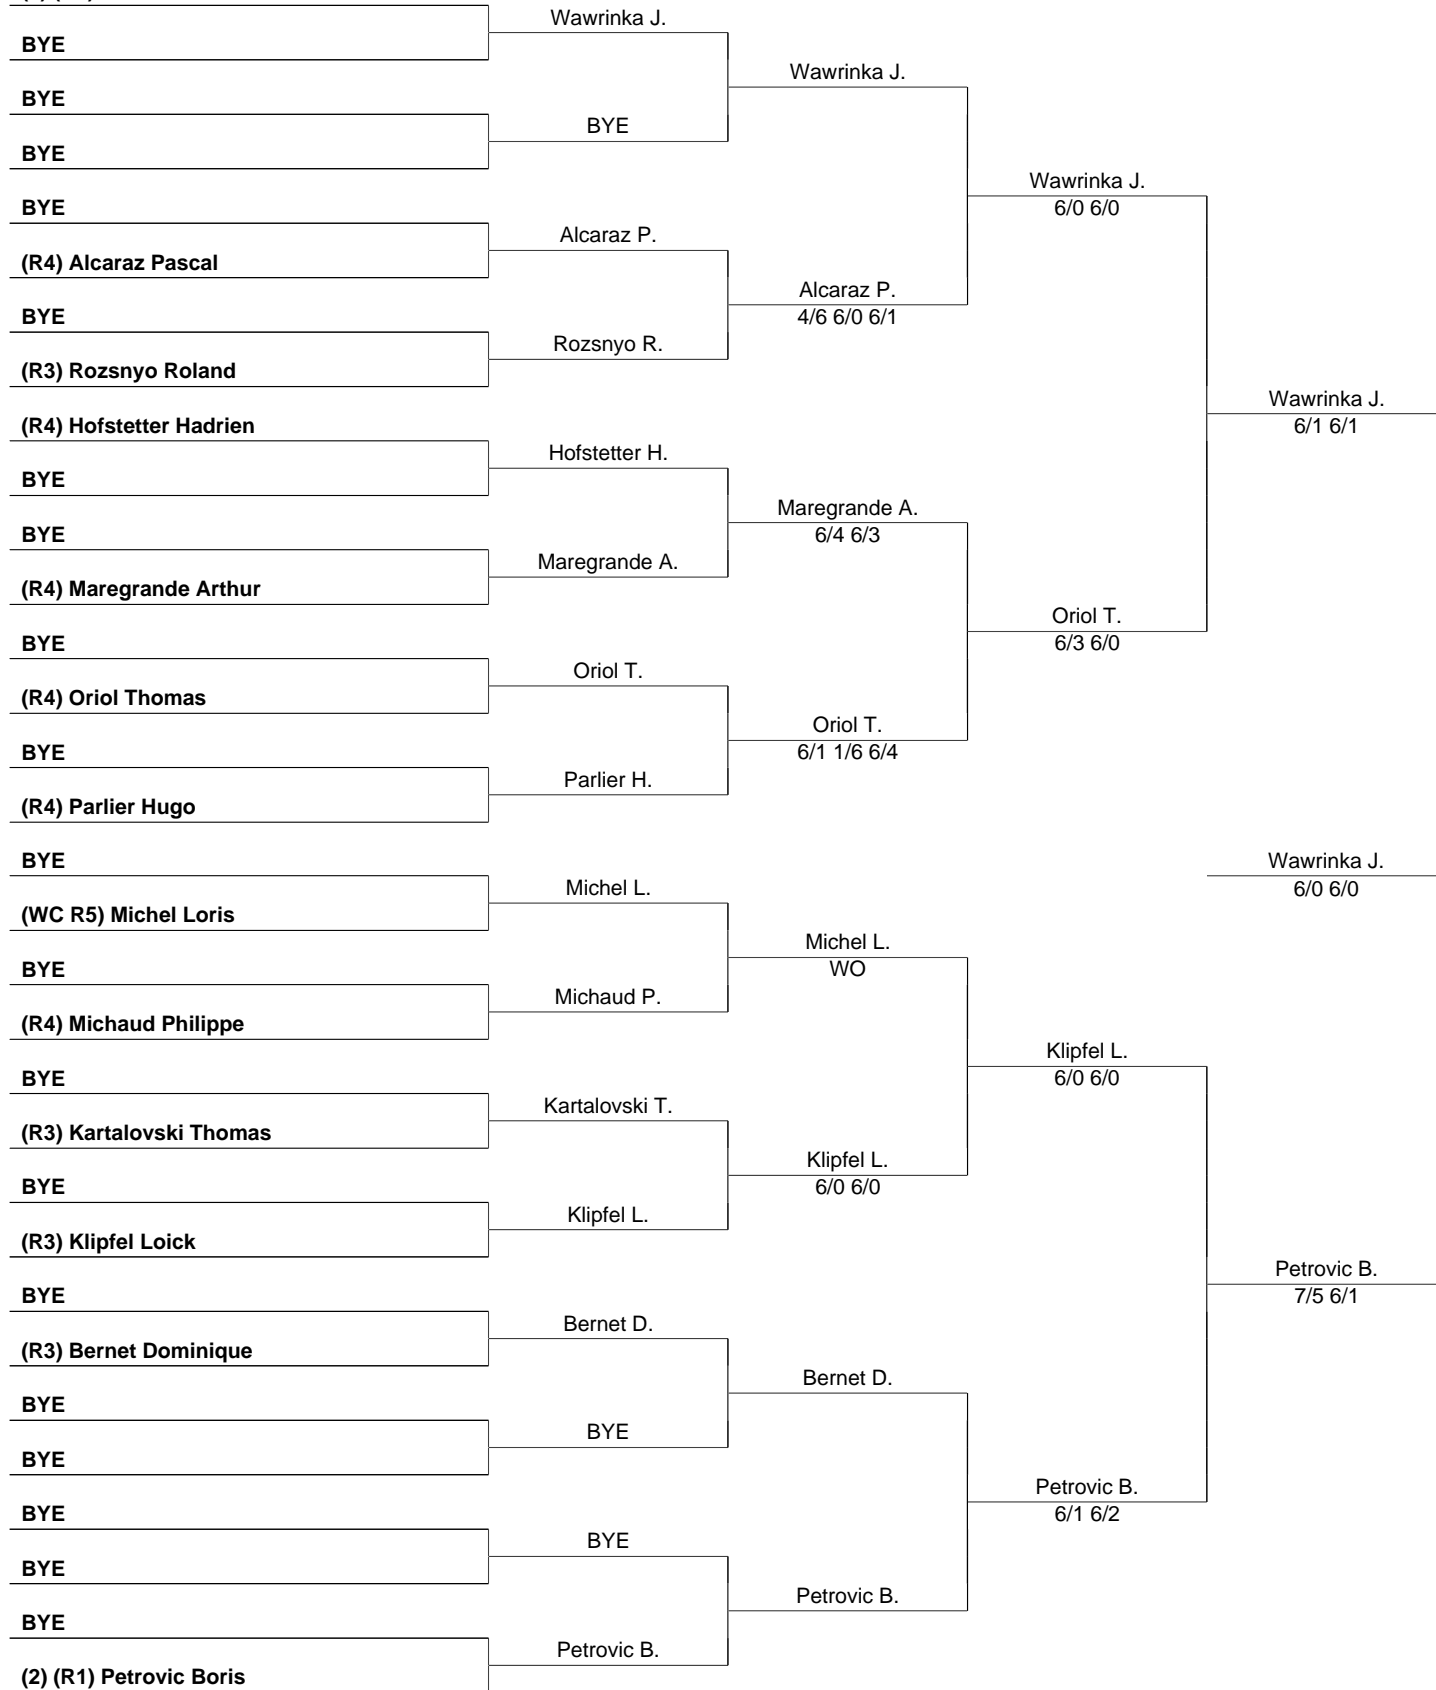 BYE
BYE
BYE
BYE
(R4) Alcaraz Pascal
BYE
(R3) Rozsnyo Roland
(R4) Hofstetter Hadrien
BYE
BYE
(R4) Maregrande Arthur
BYE
(R4) Oriol Thomas
BYE
(R4) Parlier Hugo
BYE
(WC R5) Michel Loris
BYE
(R4) Michaud Philippe
BYE
(R3) Kartalovski Thomas
BYE
(R3) Klipfel Loick
BYE
(R3) Bernet Dominique
BYE
BYE
BYE
BYE
BYE
(2) (R1) Petrovic Boris
Wawrinka J.
BYE
Alcaraz P.
Rozsnyo R.
Hofstetter H.
Maregrande A.
Oriol T.
Parlier H.
Michel L.
Michaud P.
Kartalovski T.
Klipfel L.
Bernet D.
BYE
BYE
Petrovic B.
Wawrinka J.
Alcaraz P.
4/6 6/0 6/1
Maregrande A.
6/4 6/3
Oriol T.
6/1 1/6 6/4
Michel L.
WO
Klipfel L.
6/0 6/0
Bernet D.
Petrovic B.
Wawrinka J.
6/0 6/0
Oriol T.
6/3 6/0
Klipfel L.
6/0 6/0
Petrovic B.
6/1 6/2
Wawrinka J.
6/1 6/1
Wawrinka J.
6/0 6/0
Petrovic B.
7/5 6/1